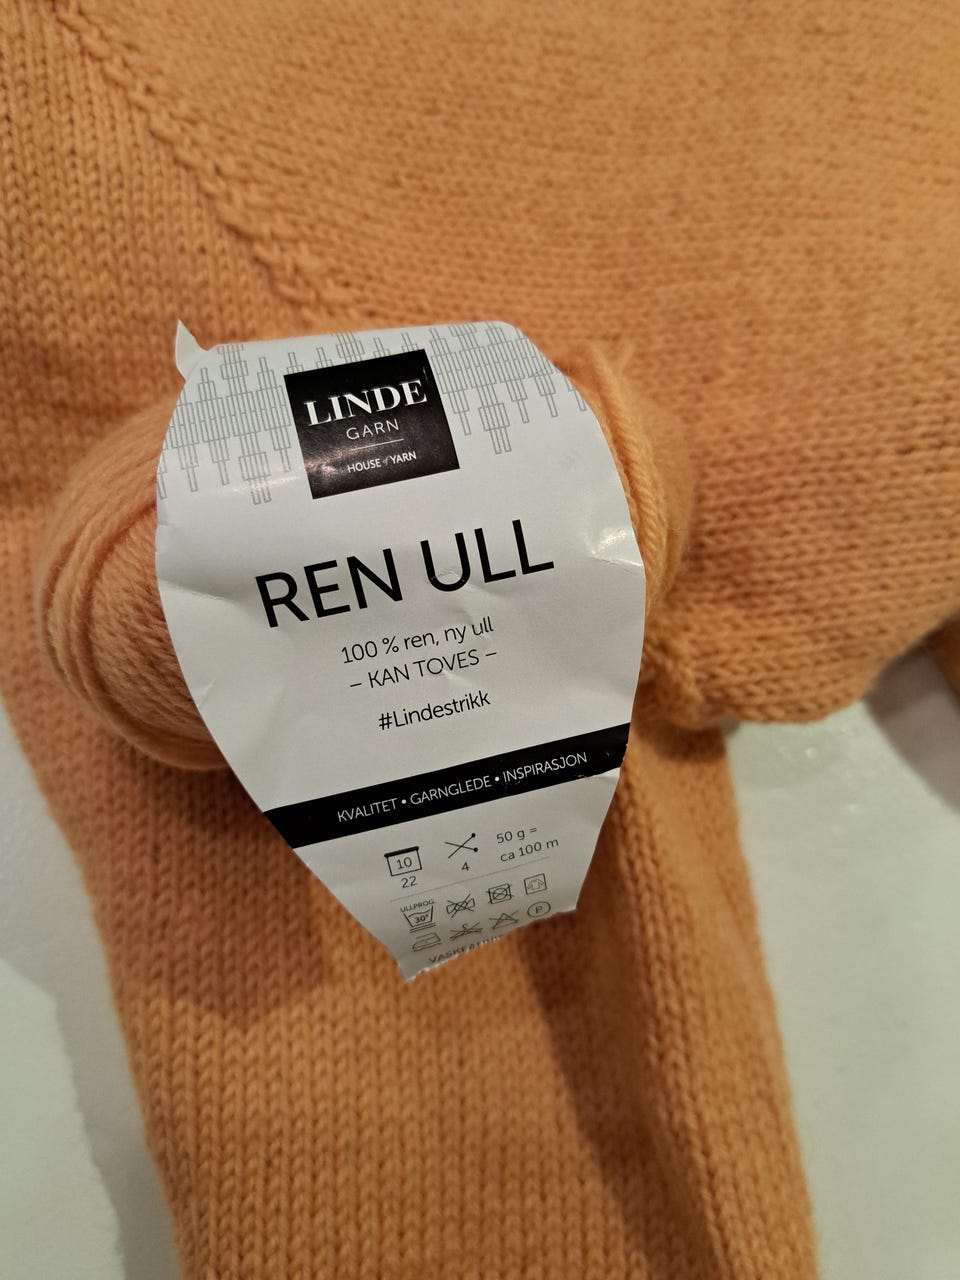 LINDE
GARN
HOUSE of YARN
REN ULL
100 % ren, ny ull
– KAN TOVES –
#Lindestrikk
KVALITET • GARNGLEDE • INSPIRASJON
10
22
4
50 g =
ca 100 m
ULLPROG.
30°
P